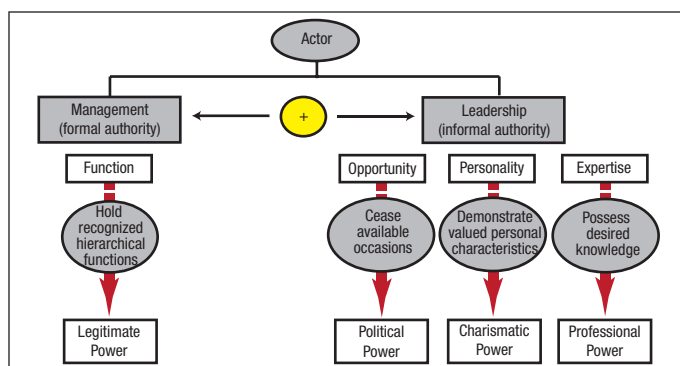 Actor
Management
(formal authority)
+
Leadership
(informal authority)
Function
Opportunity
Personality
Expertise
Hold
recognized
hierarchical
functions
Cease
available
occasions
Demonstrate
valued personal
characteristics
Possess
desired
knowledge
Legitimate
Power
Political
Power
Charismatic
Power
Professional
Power